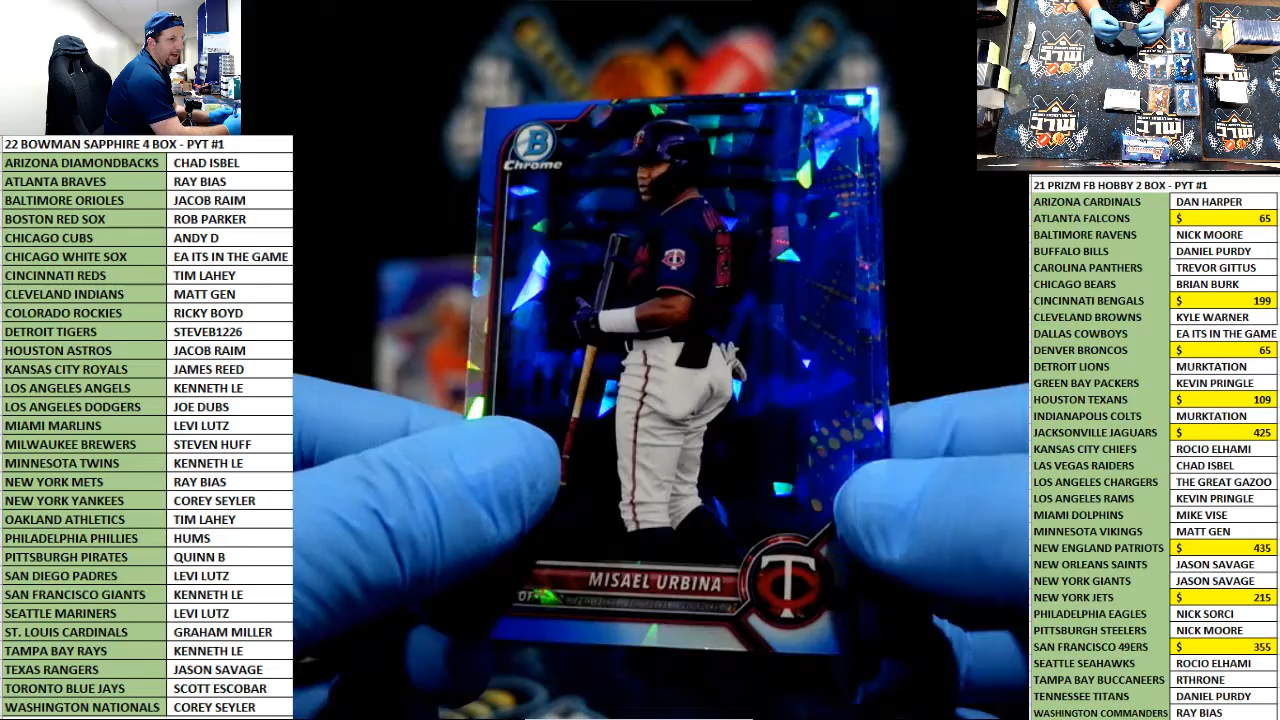 22 BOWMAN SAPPHIRE 4 BOX - PYT #1
ARIZONA DIAMONDBACKS CHAD ISBEL
ATLANTA BRAVES RAY BIAS
BALTIMORE ORIOLES JACOB RAIM
BOSTON RED SOX ROB PARKER
CHICAGO CUBS ANDY D
CHICAGO WHITE SOX EA ITS IN THE GAME
CINCINNATI REDS TIM LAHEY
CLEVELAND INDIANS MATT GEN
COLORADO ROCKIES RICKY BOYD
DETROIT TIGERS STEVEB1226
HOUSTON ASTROS JACOB RAIM
KANSAS CITY ROYALS JAMES REED
LOS ANGELES ANGELS KENNETH LE
LOS ANGELES DODGERS JOE DUBS
MIAMI MARLINS LEVI LUTZ
MILWAUKEE BREWERS STEVEN HUFF
MINNESOTA TWINS KENNETH LE
NEW YORK METS RAY BIAS
NEW YORK YANKEES COREY SEYLER
OAKLAND ATHLETICS TIM LAHEY
PHILADELPHIA PHILLIES HUMS
PITTSBURGH PIRATES QUINN B
SAN DIEGO PADRES LEVI LUTZ
SAN FRANCISCO GIANTS KENNETH LE
SEATTLE MARINERS LEVI LUTZ
ST. LOUIS CARDINALS GRAHAM MILLER
TAMPA BAY RAYS KENNETH LE
TEXAS RANGERS JASON SAVAGE
TORONTO BLUE JAYS SCOTT ESCOBAR
WASHINGTON NATIONALS COREY SEYLER
B
Chrome
MISAEL URBINA
21 PRIZM FB HOBBY 2 BOX - PYT #1
ARIZONA CARDINALS DAN HARPER
ATLANTA FALCONS $ 65
BALTIMORE RAVENS NICK MOORE
BUFFALO BILLS DANIEL PURDY
CAROLINA PANTHERS TREVOR GITTUS
CHICAGO BEARS BRIAN BURK
CINCINNATI BENGALS $ 199
CLEVELAND BROWNS KYLE WARNER
DALLAS COWBOYS EA ITS IN THE GAME
DENVER BRONCOS $ 65
DETROIT LIONS MURKTATION
GREEN BAY PACKERS KEVIN PRINGLE
HOUSTON TEXANS $ 109
INDIANAPOLIS COLTS MURKTATION
JACKSONVILLE JAGUARS $ 425
KANSAS CITY CHIEFS ROCIO ELHAMI
LAS VEGAS RAIDERS CHAD ISBEL
LOS ANGELES CHARGERS THE GREAT GAZOO
LOS ANGELES RAMS KEVIN PRINGLE
MIAMI DOLPHINS MIKE VISE
MINNESOTA VIKINGS MATT GEN
NEW ENGLAND PATRIOTS $ 435
NEW ORLEANS SAINTS JASON SAVAGE
NEW YORK GIANTS JASON SAVAGE
NEW YORK JETS $ 215
PHILADELPHIA EAGLES NICK SORCI
PITTSBURGH STEELERS NICK MOORE
SAN FRANCISCO 49ERS $ 355
SEATTLE SEAHAWKS ROCIO ELHAMI
TAMPA BAY BUCCANEERS RTHRONE
TENNESSEE TITANS DANIEL PURDY
WASHINGTON COMMANDERS RAY BIAS